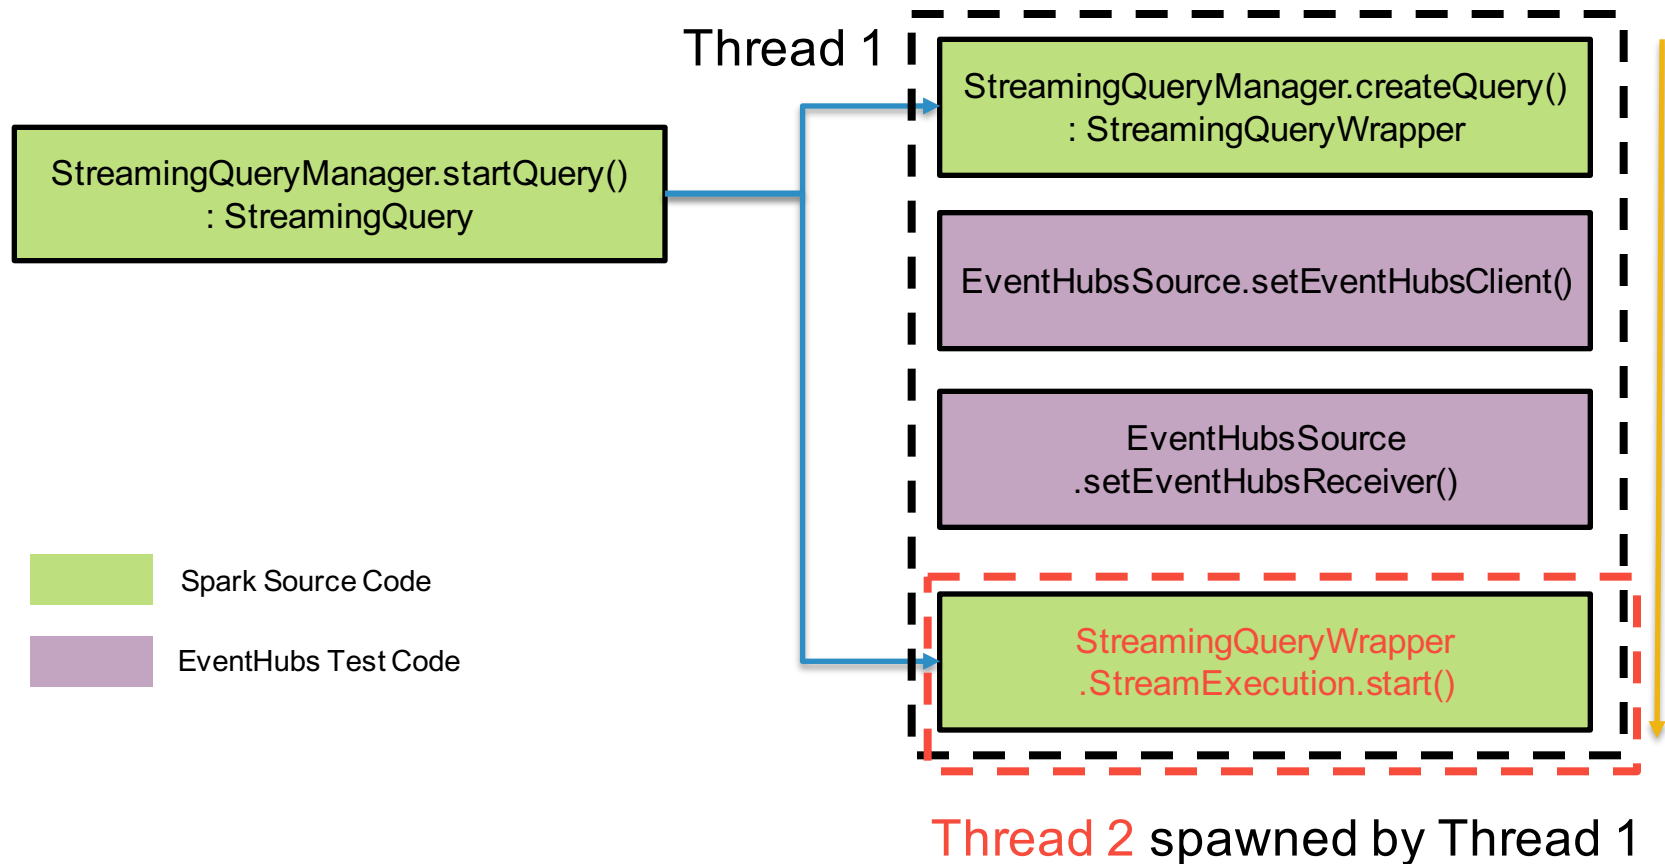 Thread 1
StreamingQueryManager.createQuery()
: StreamingQueryWrapper
StreamingQueryManager.startQuery()
: StreamingQuery
EventHubsSource.setEventHubsClient()
EventHubsSource
.setEventHubsReceiver()
Spark Source Code
EventHubs Test Code
StreamingQueryWrapper
.StreamExecution.start()
Thread 2 spawned by Thread 1